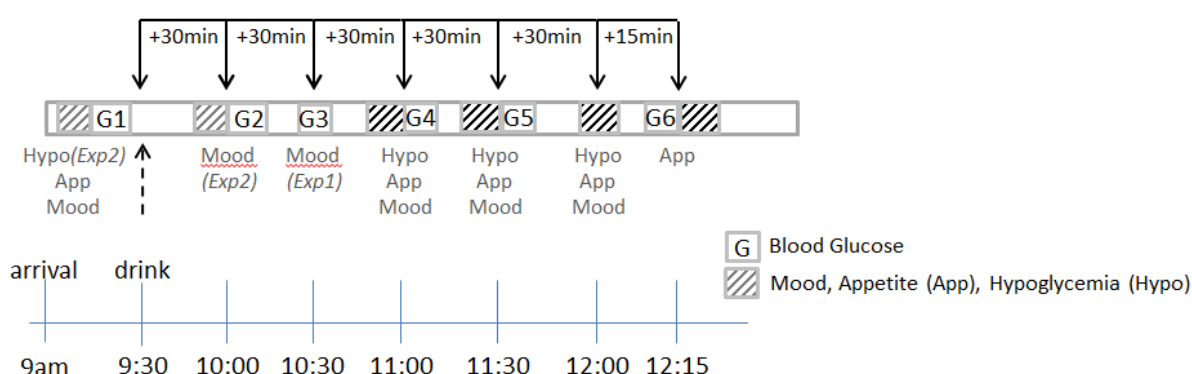 +30min +30min +30min +30min +30min +15min
G1 G2 G3 G4 G5 G6
Hypo(Exp2) Mood Mood Hypo Hypo Hypo App
App (Exp2) (Exp1) App App App
Mood Mood Mood Mood
G Blood Glucose
Mood, Appetite (App), Hypoglycemia (Hypo)
arrival drink
9am 9:30 10:00 10:30 11:00 11:30 12:00 12:15